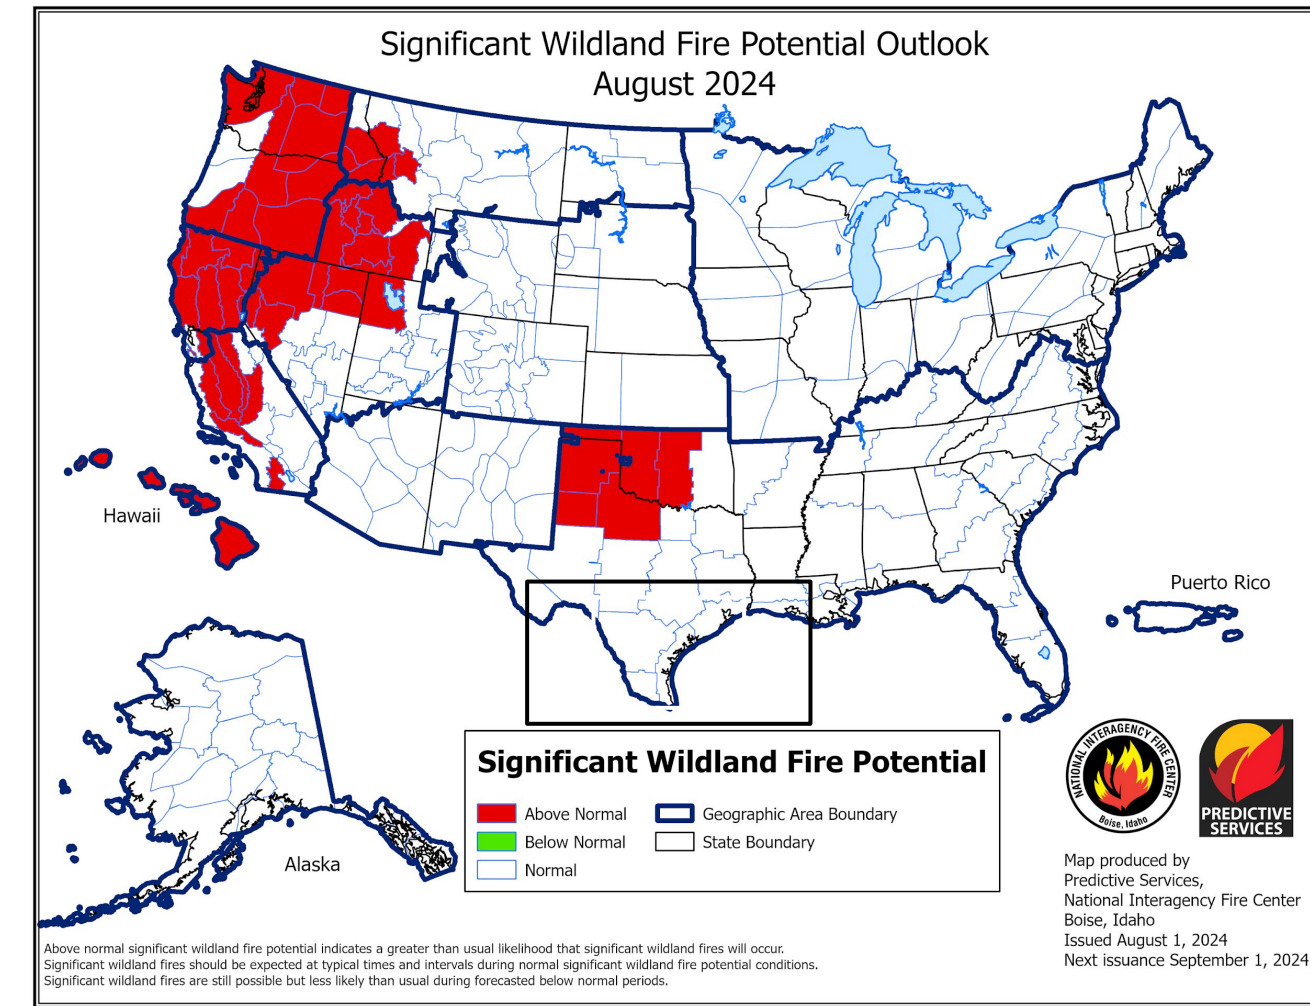 Significant Wildland Fire Potential Outlook
August 2024
Hawaii
Puerto Rico
Alaska
Significant Wildland Fire Potential
Above Normal
Geographic Area Boundary
Below Normal
State Boundary
Normal
NATIONAL INTERAGENCY FIRE CENTER
Boise, Idaho
PREDICTIVE
SERVICES
Map produced by
Predictive Services,
National Interagency Fire Center
Boise, Idaho
Issued August 1, 2024
Next issuance September 1, 2024
Above normal significant wildland fire potential indicates a greater than usual likelihood that significant wildland fires will occur.
Significant wildland fires should be expected at typical times and intervals during normal significant wildland fire potential conditions.
Significant wildland fires are still possible but less likely than usual during forecasted below normal periods.